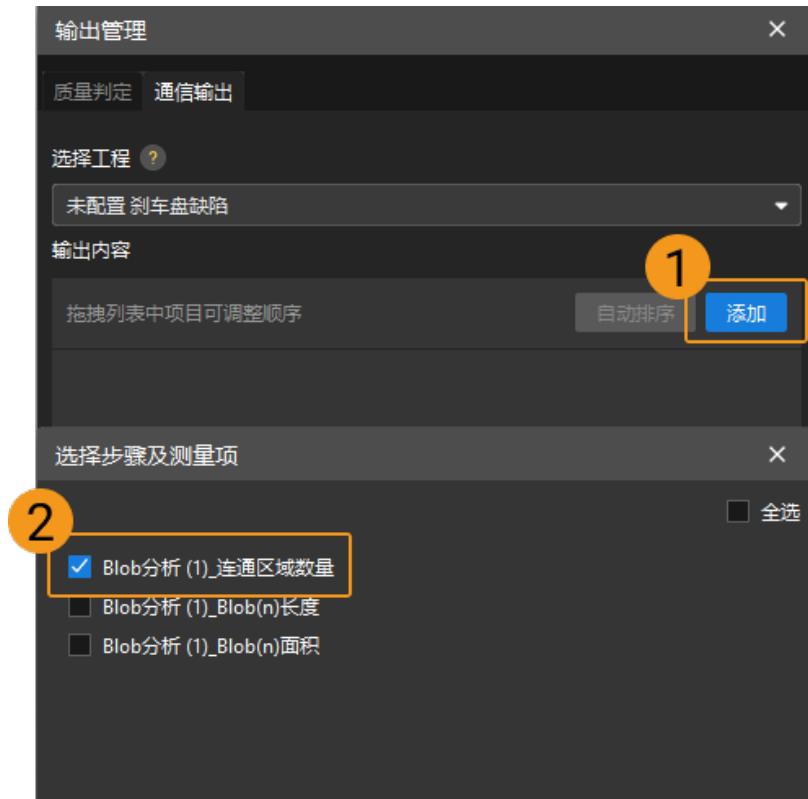 输出管理
质量判定 通信输出
选择工程 ?
未配置 刹车盘缺陷
输出内容
1
拖拽列表中项目可调整顺序 自动排序 添加
选择步骤及测量项
全选
2
Blob分析 (1)_连通区域数量
Blob分析 (1)_Blob(n)长度
Blob分析 (1)_Blob(n)面积